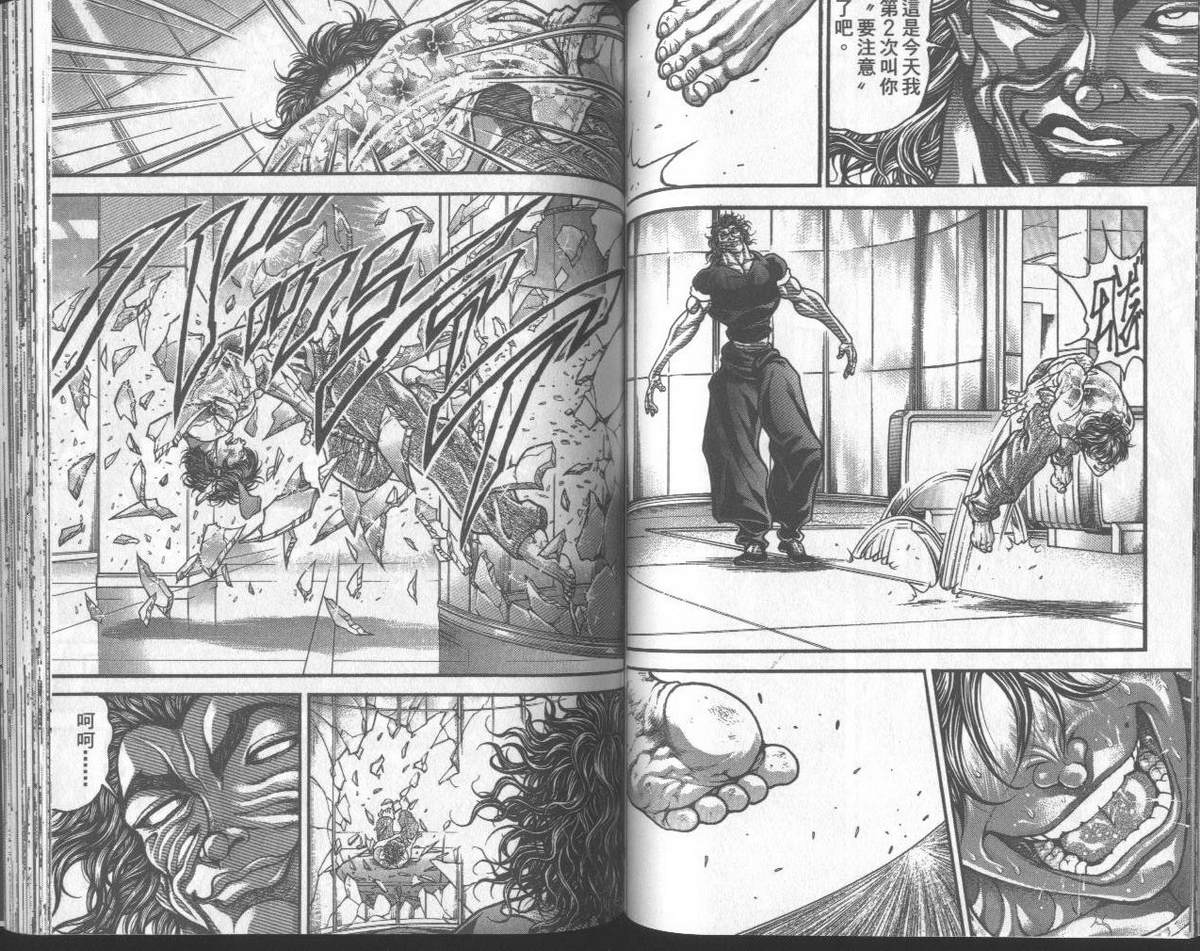 這是今天我
第2次叫你
〝要注意〞
了吧。
呵呵……